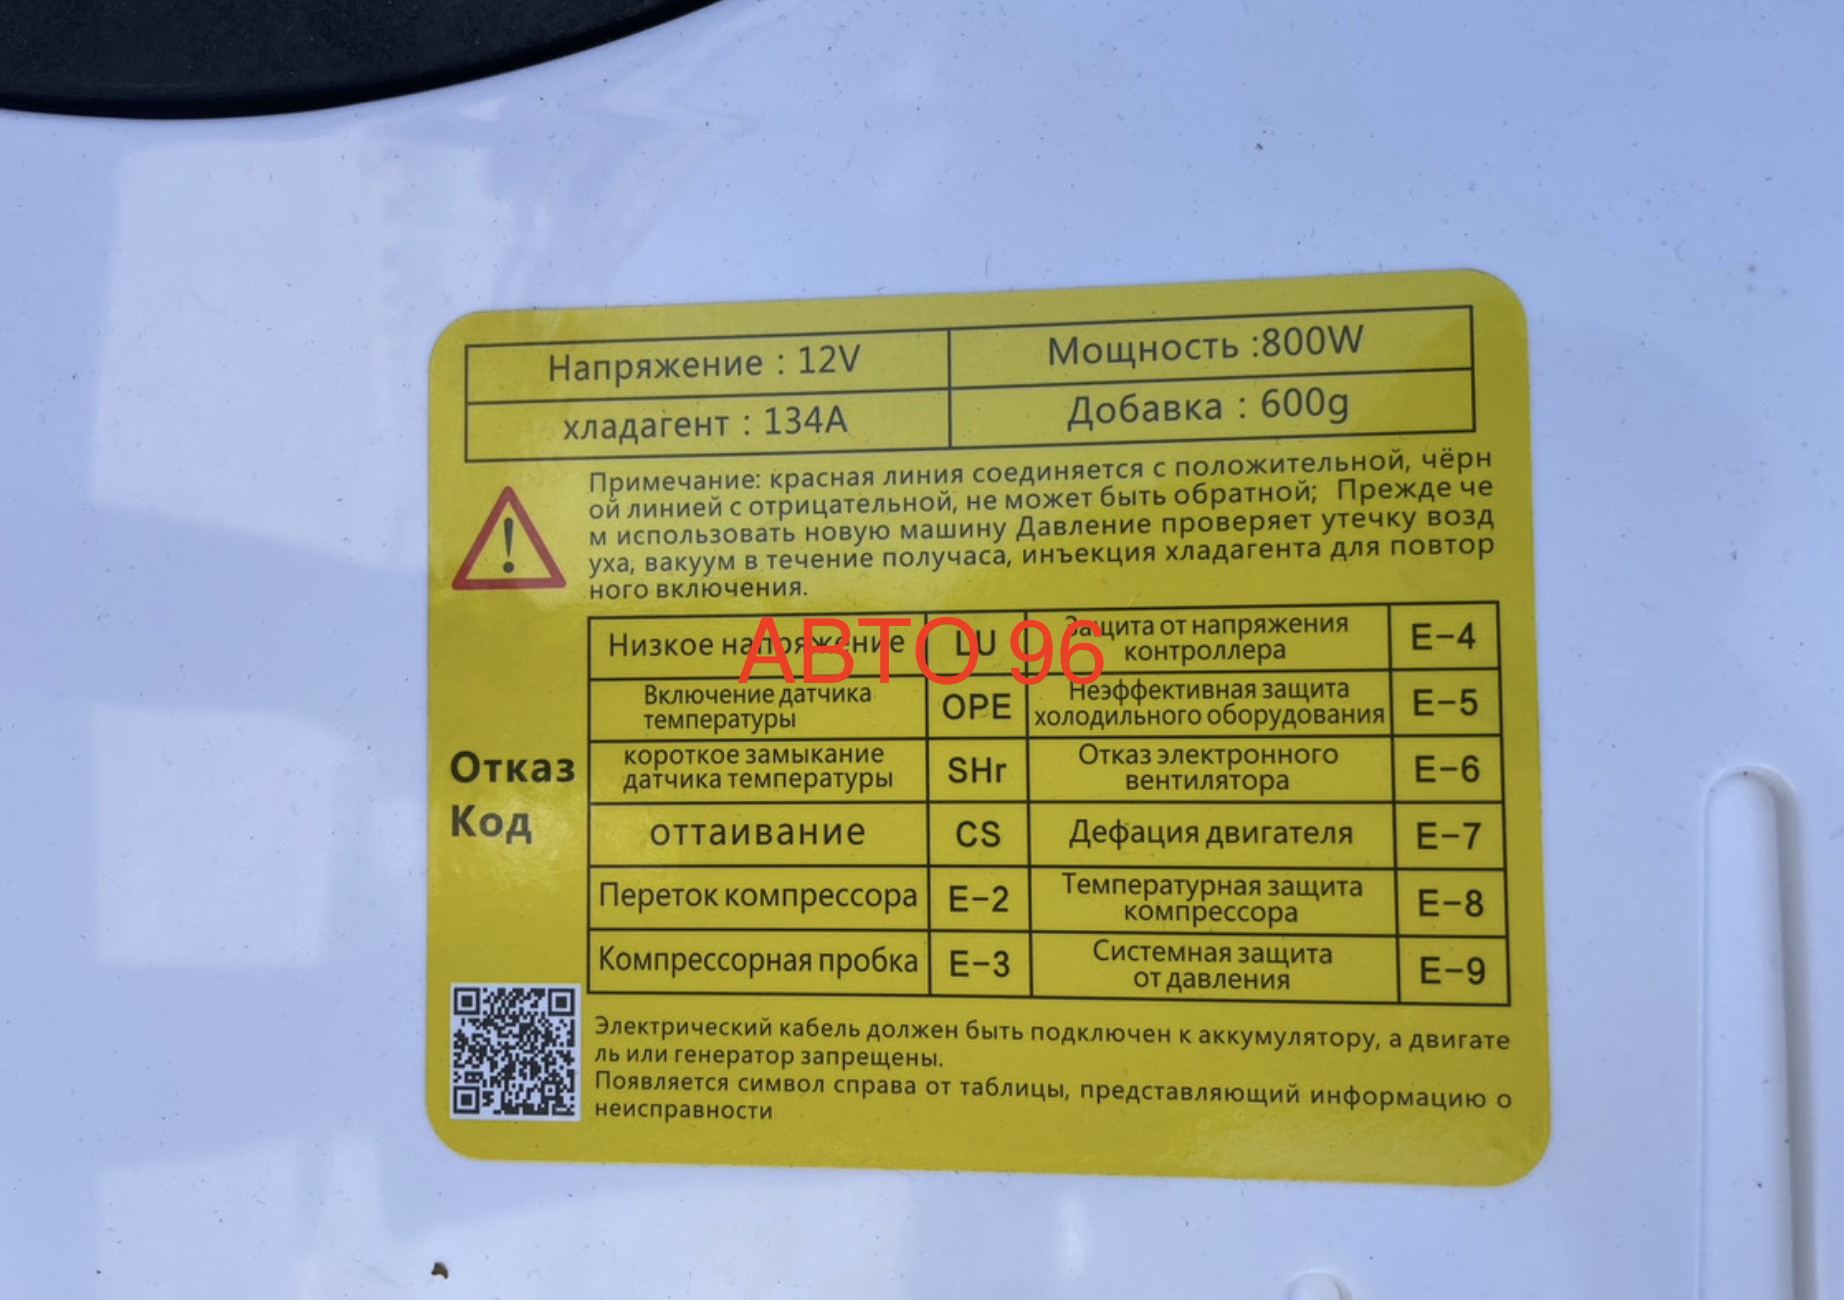 Напряжение : 12V
Мощность :800W
хладагент : 134A
Добавка : 600g
Примечание: красная линия соединяется с положительной, чёрн
ой линией с отрицательной, не может быть обратной; Прежде че
м использовать новую машину Давление проверяет утечку возд
уха, вакуум в течение получаса, инъекция хладагента для повтор
ного включения.
АВТО 96
Отказ
Код
Низкое напряжение
LU
Защита от напряжения
контроллера
E-4
Включение датчика
температуры
OPE
Неэффективная защита
холодильного оборудования
E-5
короткое замыкание
датчика температуры
SHr
Отказ электронного
вентилятора
E-6
оттаивание
CS
Дефация двигателя
E-7
Переток компрессора
E-2
Температурная защита
компрессора
E-8
Компрессорная пробка
E-3
Системная защита
от давления
E-9
Электрический кабель должен быть подключен к аккумулятору, а двигате
ль или генератор запрещены.
Появляется символ справа от таблицы, представляющий информацию о
неисправности